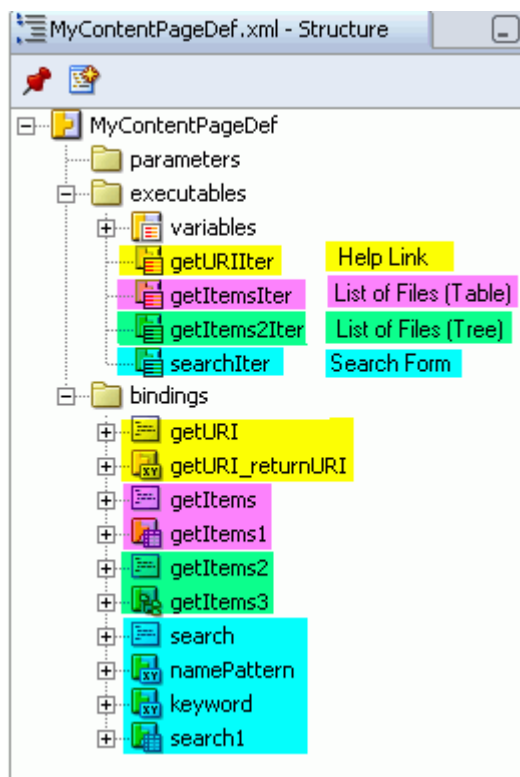 MyContentPageDef.xml - Structure
MyContentPageDef
parameters
executables
variables
getURIIter Help Link
getItemsIter List of Files (Table)
getItems2Iter List of Files (Tree)
searchIter Search Form
bindings
getURI
getURI_returnURI
getItems
getItems1
getItems2
getItems3
search
namePattern
keyword
search1